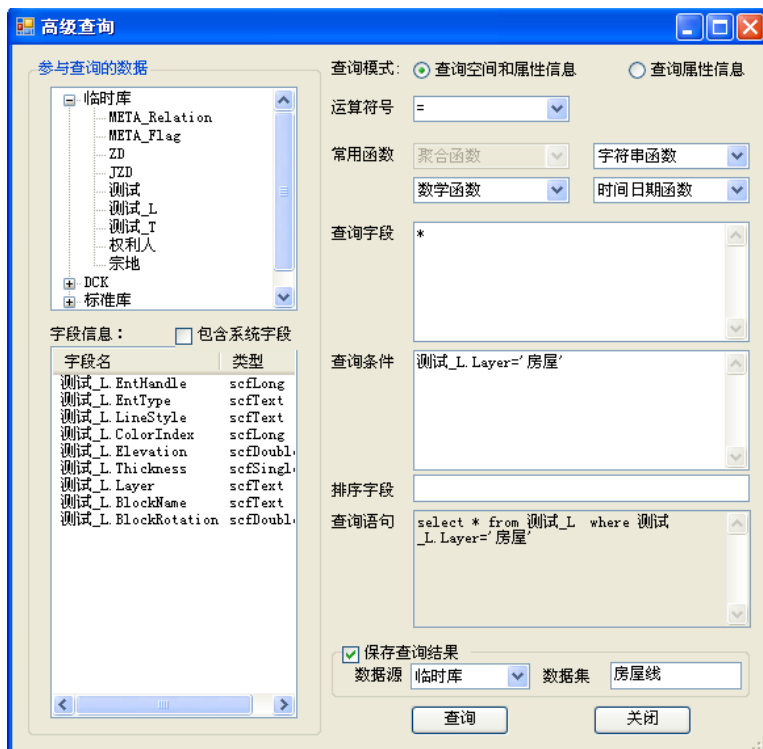 高级查询
参与查询的数据
临时库
META_Relation
META_Flag
ZD
JZD
测试
测试_L
测试_T
权利人
宗地
DCK
标准库
字段信息： 包含系统字段
字段名 类型
测试_L.EntHandle scfLong
测试_L.EntType scfText
测试_L.LineStyle scfText
测试_L.ColorIndex scfLong
测试_L.Elevation scfDoubl
测试_L.Thickness scfSingl
测试_L.Layer scfText
测试_L.BlockName scfText
测试_L.BlockRotation scfDoubl
查询模式: 查询空间和属性信息 查询属性信息
运算符号 =
常用函数 聚合函数 字符串函数
数学函数 时间日期函数
查询字段 *
查询条件 测试_L.Layer='房屋'
排序字段
查询语句 select * from 测试_L where 测试
_L.Layer='房屋'
保存查询结果
数据源 临时库 数据集 房屋线
查询 关闭